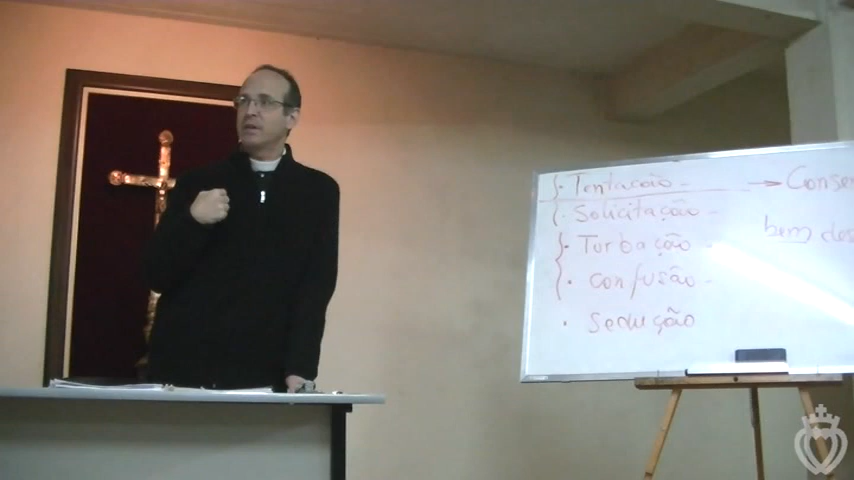 · Tentação - → Conse
· Solicitação -
· Turbação -
bem des
· Confusão -
· Sedução